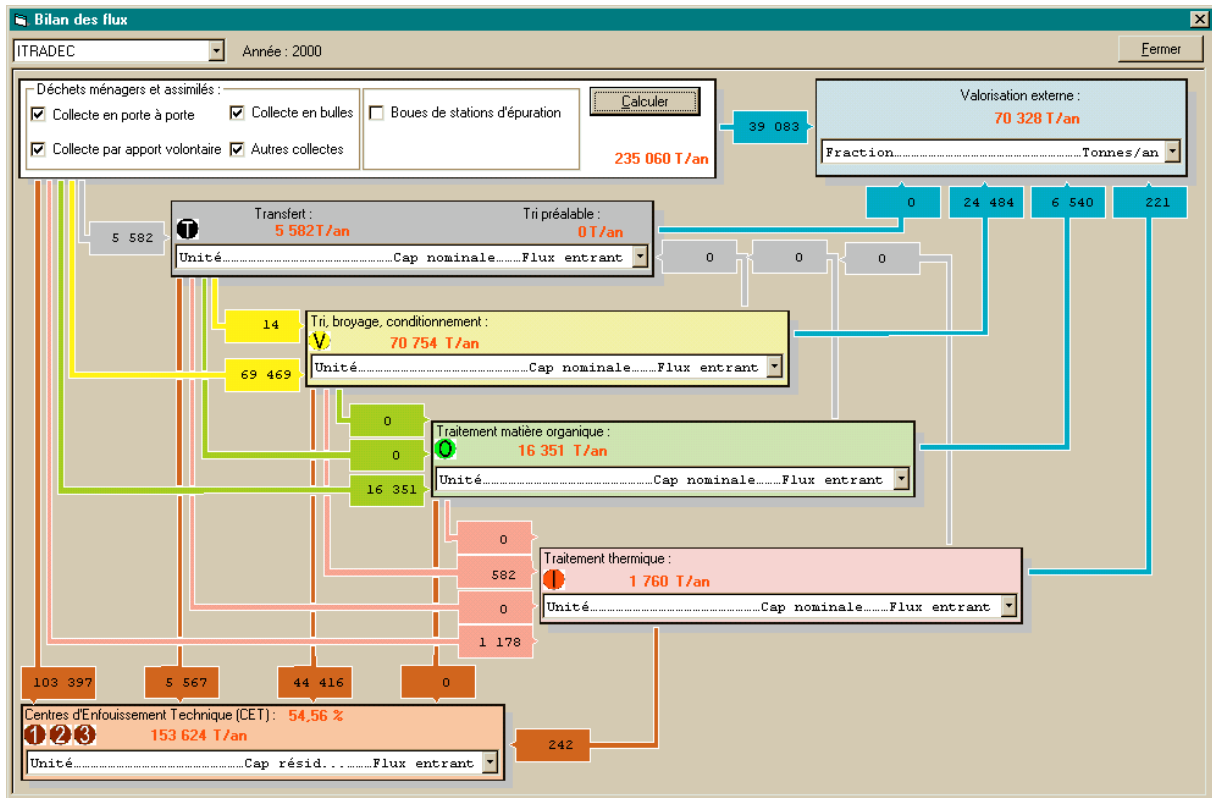 Bilan des flux
ITRADEC
Année : 2000
Fermer
Déchets ménagers et assimilés :
Collecte en porte à porte
Collecte en bulles
Boues de stations d'épuration
Calculer
Collecte par apport volontaire
Autres collectes
235 060 T/an
39 083
Valorisation externe :
70 328 T/an
Fraction.......Tonnes/an
0
24 484
6 540
221
5 582
T
Transfert :
Tri préalable :
5 582T/an
0T/an
Unité.......Cap nominale.......Flux entrant
0
0
0
14
69 469
Tri, broyage, conditionnement :
V
70 754 T/an
Unité.......Cap nominale.......Flux entrant
0
0
16 351
Traitement matière organique :
O
16 351 T/an
Unité.......Cap nominale.......Flux entrant
0
582
0
1 178
Traitement thermique :
I
1 760 T/an
Unité.......Cap nominale.......Flux entrant
103 397
5 567
44 416
0
Centres d'Enfouissement Technique (CET) : 54,56 %
1 2 3
153 624 T/an
Unité.......Cap résid.......Flux entrant
242